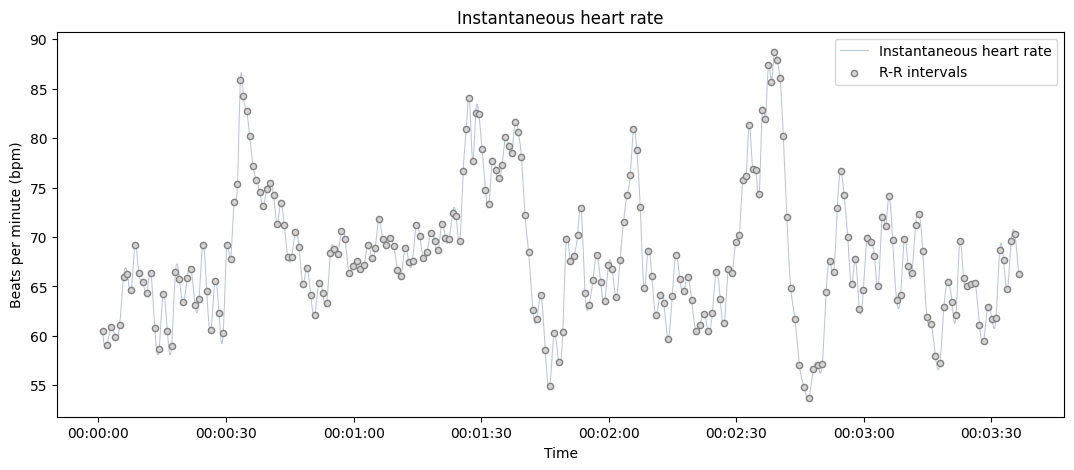 Instantaneous heart rate
90
85
80
75
70
65
60
55
Beats per minute (bpm)
Instantaneous heart rate
R-R intervals
00:00:00 00:00:30 00:01:00 00:01:30 00:02:00 00:02:30 00:03:00 00:03:30
Time